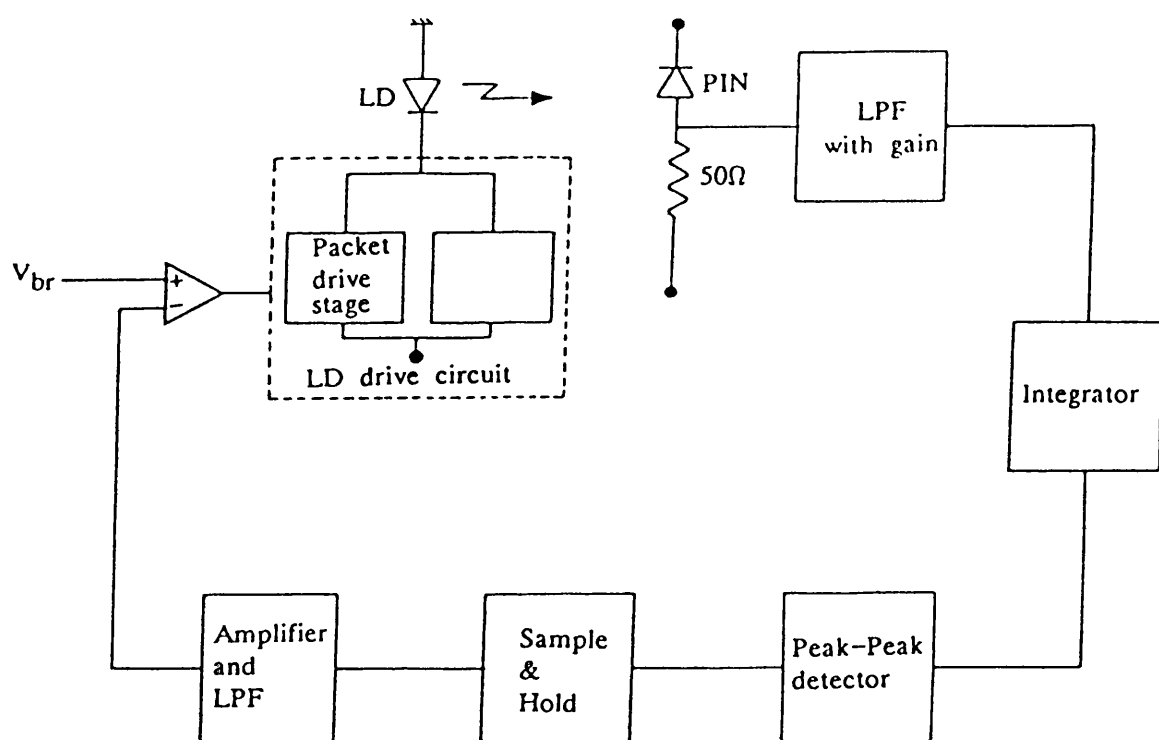 LD
PIN
50Ω
LPF
with gain
Packet
drive
stage
Vbr
+
−
LD drive circuit
Integrator
Amplifier
and
LPF
Sample
&
Hold
Peak–Peak
detector